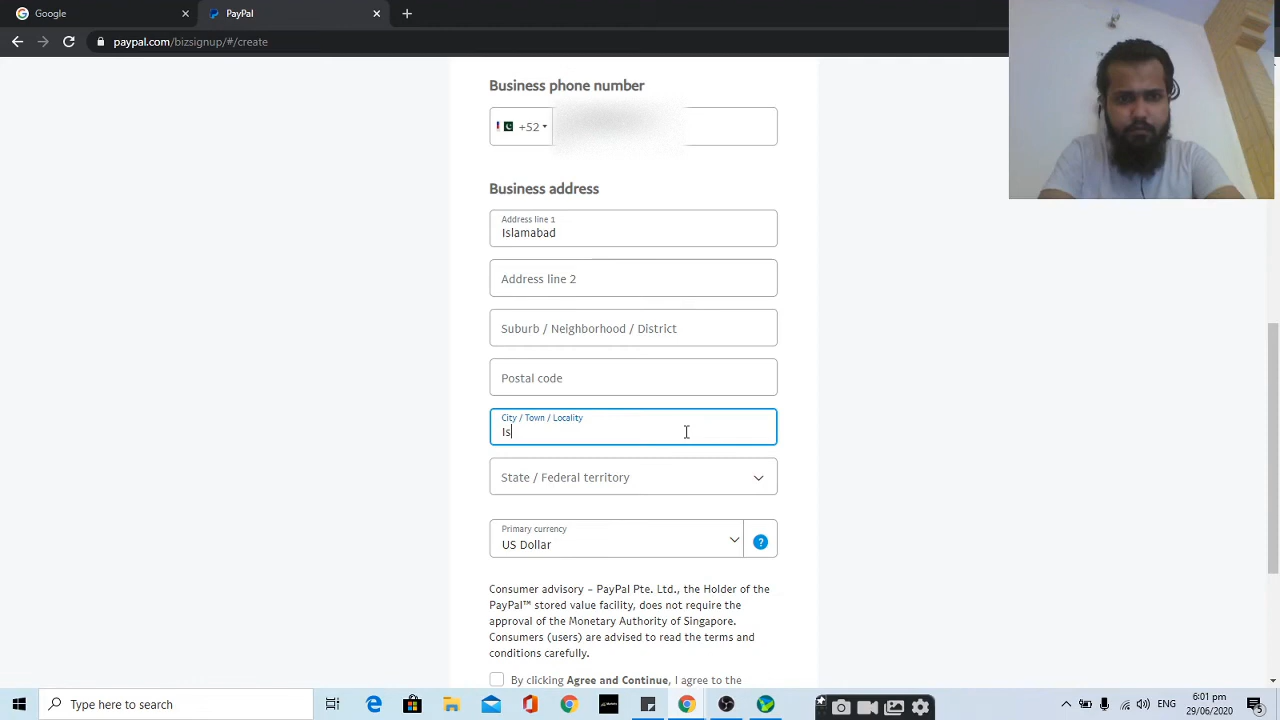 Google
PayPal
paypal.com/bizsignup/#/create
Business phone number
+52
Business address
Address line 1
Islamabad
Address line 2
Suburb / Neighborhood / District
Postal code
City / Town / Locality
Is
State / Federal territory
Primary currency
US Dollar
?
Consumer advisory – PayPal Pte. Ltd., the Holder of the
PayPal™ stored value facility, does not require the
approval of the Monetary Authority of Singapore.
Consumers (users) are advised to read the terms and
conditions carefully.
By clicking Agree and Continue, I agree to the
Type here to search
ENG
6:01 pm
29/06/2020
5